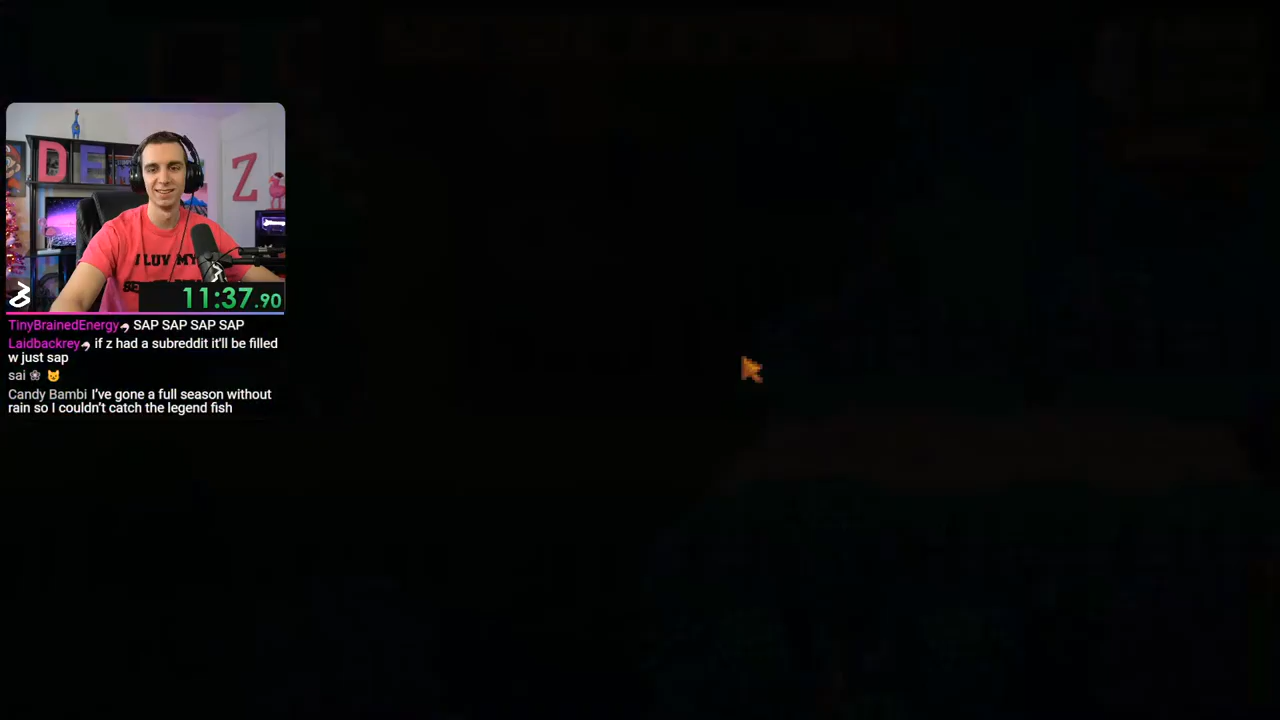 D E Z
I LUV MY
11:37.90
TinyBrainedEnergy SAP SAP SAP SAP
Laidbackrey if z had a subreddit it'll be filled
w just sap
sai
Candy Bambi I've gone a full season without
rain so I couldn't catch the legend fish